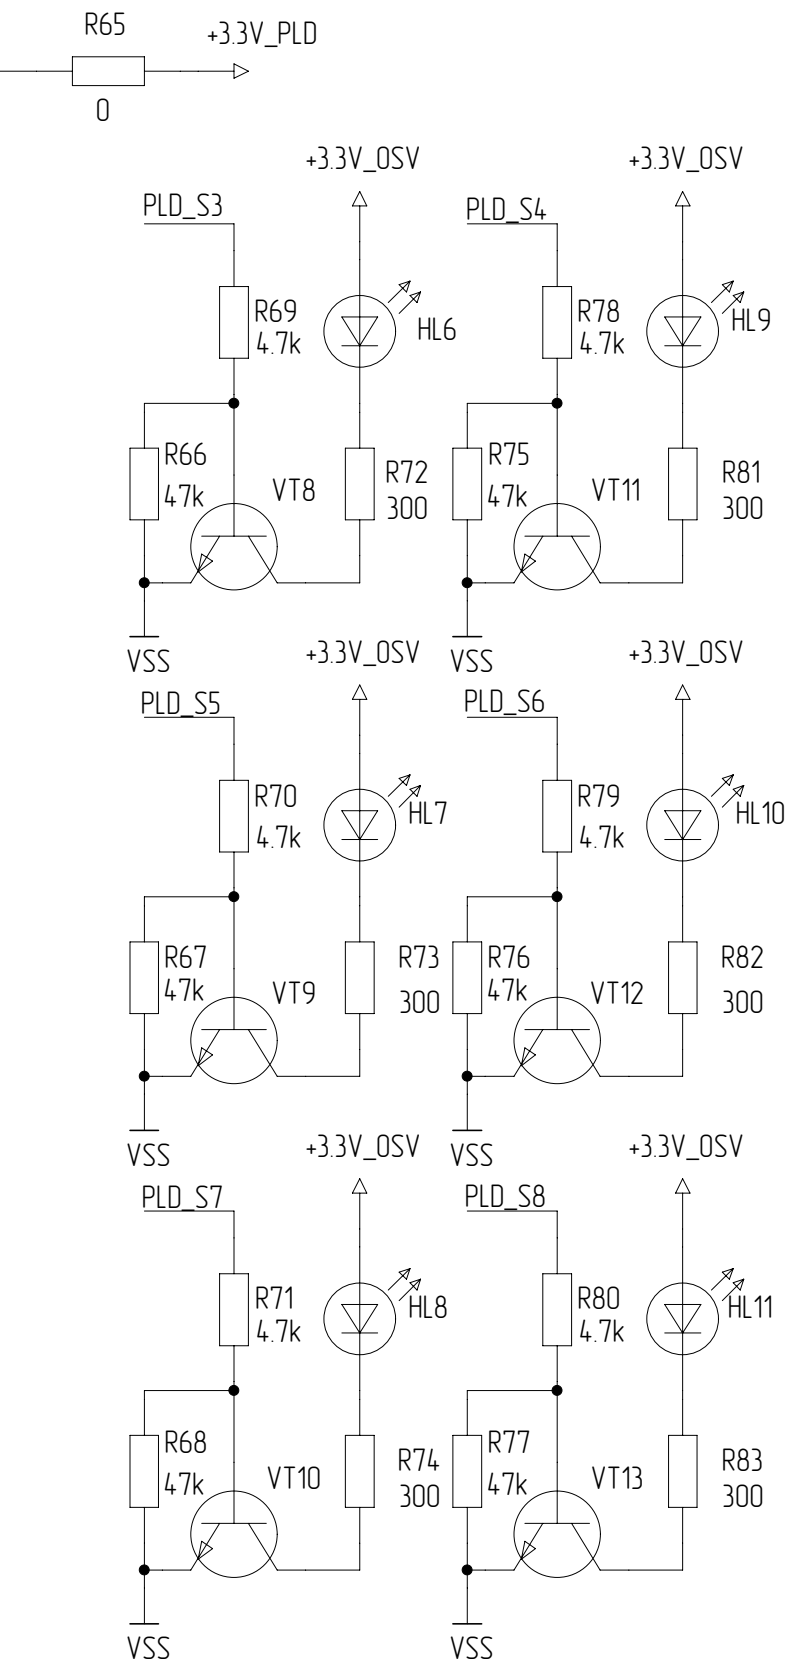 R65
+3.3V_PLD
0
+3.3V_OSV
+3.3V_OSV
PLD_S3
PLD_S4
R69
4.7k
HL6
R78
4.7k
HL9
R66
47k
VT8
R72
300
R75
47k
VT11
R81
300
VSS
VSS
+3.3V_OSV
+3.3V_OSV
PLD_S5
PLD_S6
R70
4.7k
HL7
R79
4.7k
HL10
R67
47k
VT9
R73
300
R76
47k
VT12
R82
300
VSS
VSS
+3.3V_OSV
+3.3V_OSV
PLD_S7
PLD_S8
R71
4.7k
HL8
R80
4.7k
HL11
R68
47k
VT10
R74
300
R77
47k
VT13
R83
300
VSS
VSS